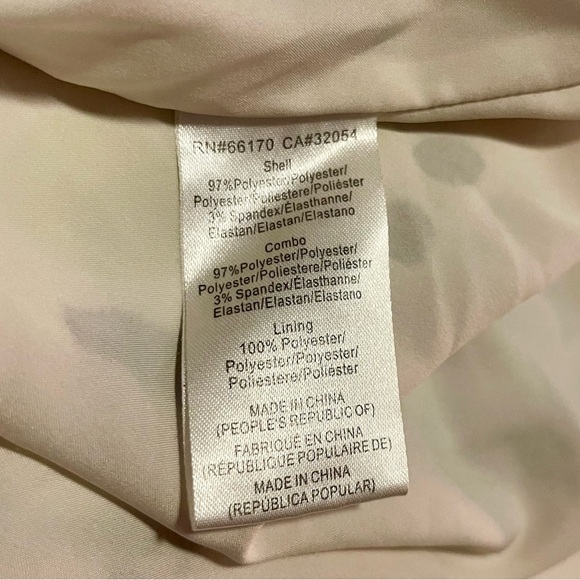 RN#66170 CA#32054
Shell
97%Polyester/Polyester/
Polyester/Poliestere/Poliéster
3% Spandex/Élasthanne/
Elastan/Elastan/Elastano
Combo
97%Polyester/Polyester/
Polyester/Poliestere/Poliéster
3% Spandex/Élasthanne/
Elastan/Elastan/Elastano
Lining
100% Polyester/
Polyester/Polyester/
Poliestere/Poliéster
MADE IN CHINA
(PEOPLE'S REPUBLIC OF)
FABRIQUÉ EN CHINA
(RÉPUBLIQUE POPULAIRE DE)
MADE IN CHINA
(REPÚBLICA POPULAR)